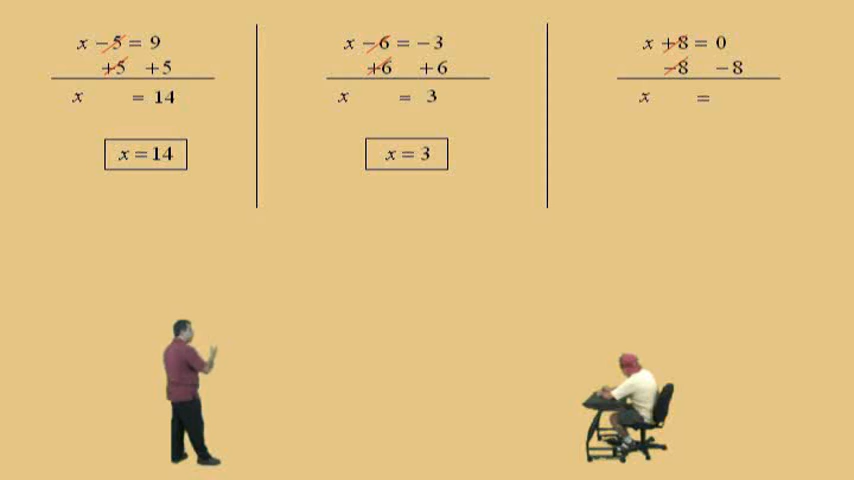 x − 5 = 9
+5 +5
x = 14
x = 14
x − 6 = −3
+6 +6
x = 3
x = 3
x + 8 = 0
−8 −8
x =